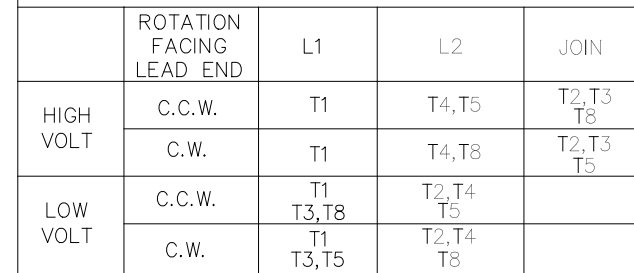 ROTATION
FACING
LEAD END
L1
L2
JOIN
HIGH
VOLT
C.C.W.
T1
T4,T5
T2,T3
T8
C.W.
T1
T4,T8
T2,T3
T5
LOW
VOLT
C.C.W.
T1
T3,T8
T2,T4
T5
C.W.
T1
T3,T5
T2,T4
T8